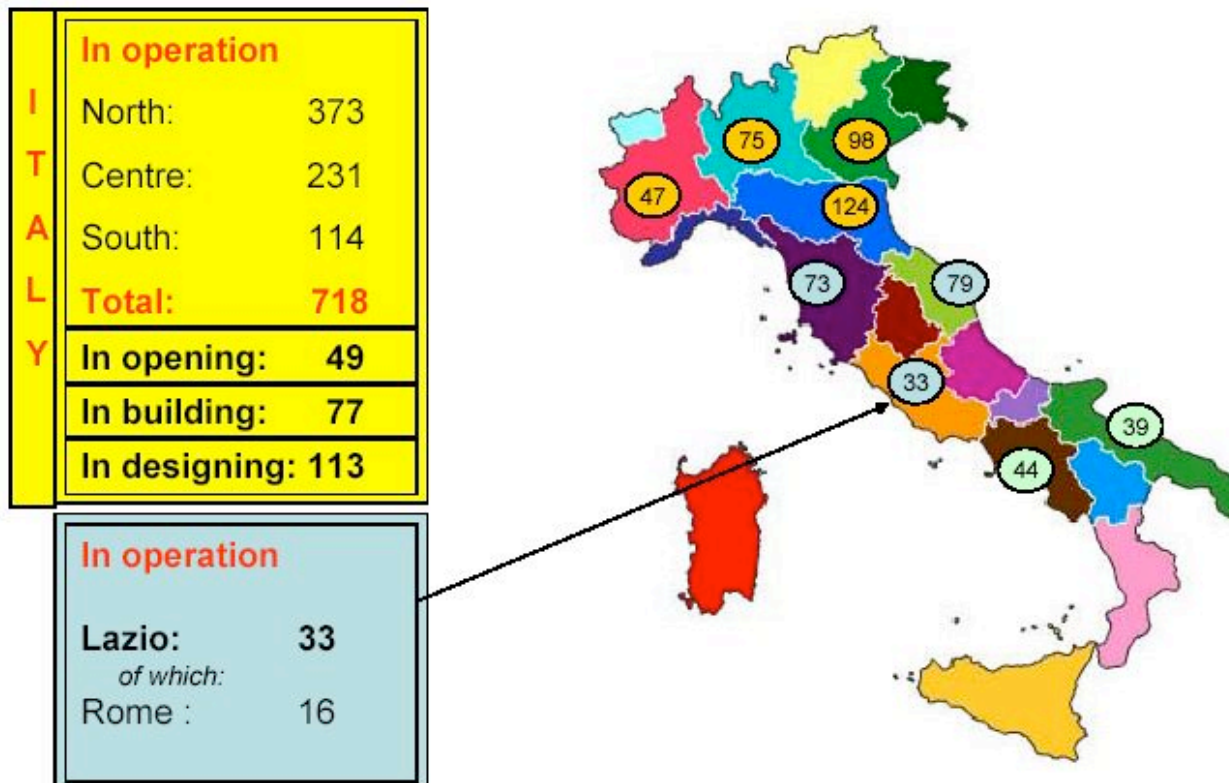 ITALY
In operation
North: 373
Centre: 231
South: 114
Total: 718
In opening: 49
In building: 77
In designing: 113
In operation
Lazio: 33
of which:
Rome : 16
75
98
47
124
73
79
33
39
44